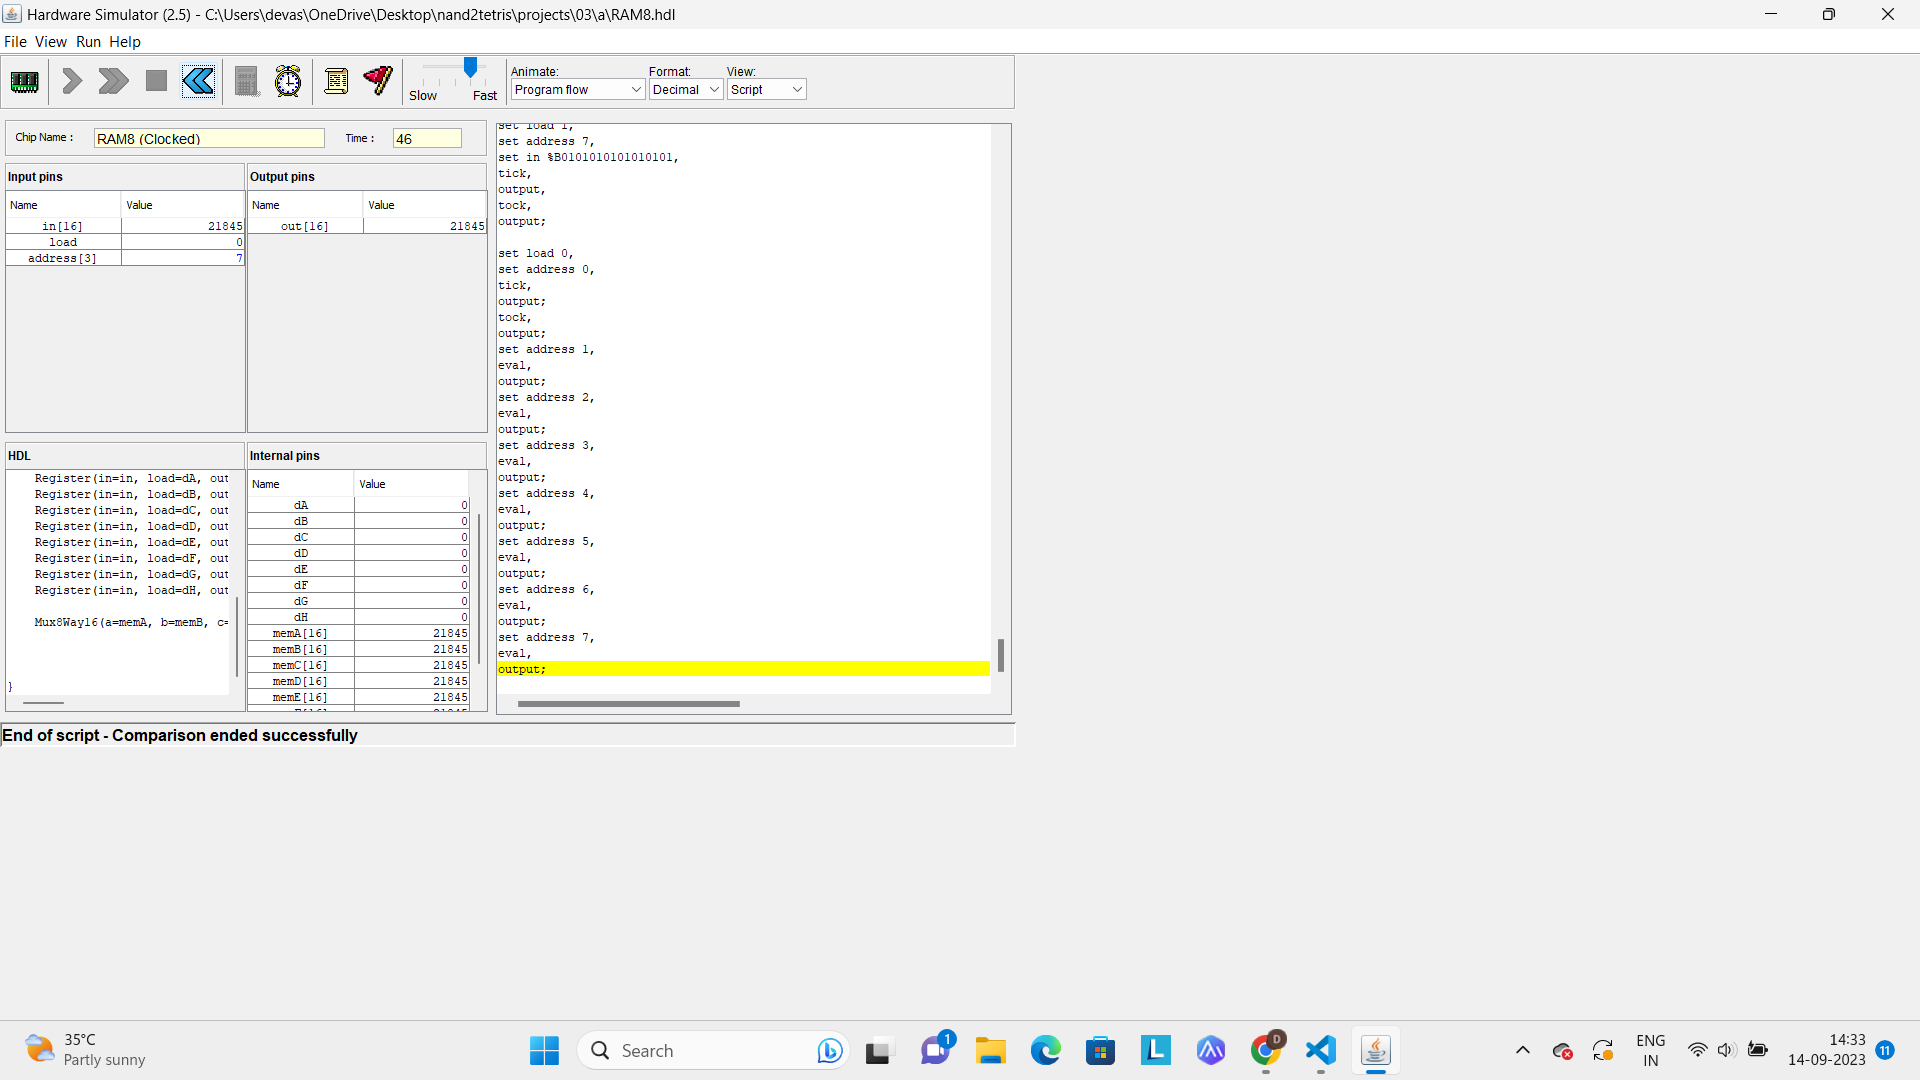 Hardware Simulator (2.5) - C:\Users\devas\OneDrive\Desktop\nand2tetris\projects\03\a\RAM8.hdl
File View Run Help
Slow Fast
Animate: Format: View:
Program flow Decimal Script
Chip Name : RAM8 (Clocked) Time : 46
Input pins
Name Value
in[16] 21845
load 0
address[3] 7
Output pins
Name Value
out[16] 21845
HDL
Register(in=in, load=dA, out
Register(in=in, load=dB, out
Register(in=in, load=dC, out
Register(in=in, load=dD, out
Register(in=in, load=dE, out
Register(in=in, load=dF, out
Register(in=in, load=dG, out
Register(in=in, load=dH, out
Mux8Way16(a=memA, b=memB, c=
}
Internal pins
Name Value
dA 0
dB 0
dC 0
dD 0
dE 0
dF 0
dG 0
dH 0
memA[16] 21845
memB[16] 21845
memC[16] 21845
memD[16] 21845
memE[16] 21845
set load 1,
set address 7,
set in %B0101010101010101,
tick,
output,
tock,
output;
set load 0,
set address 0,
tick,
output;
tock,
output;
set address 1,
eval,
output;
set address 2,
eval,
output;
set address 3,
eval,
output;
set address 4,
eval,
output;
set address 5,
eval,
output;
set address 6,
eval,
output;
set address 7,
eval,
output;
End of script - Comparison ended successfully
35°C
Partly sunny
Search
1
L
D
ENG
IN
14:33
14-09-2023
11